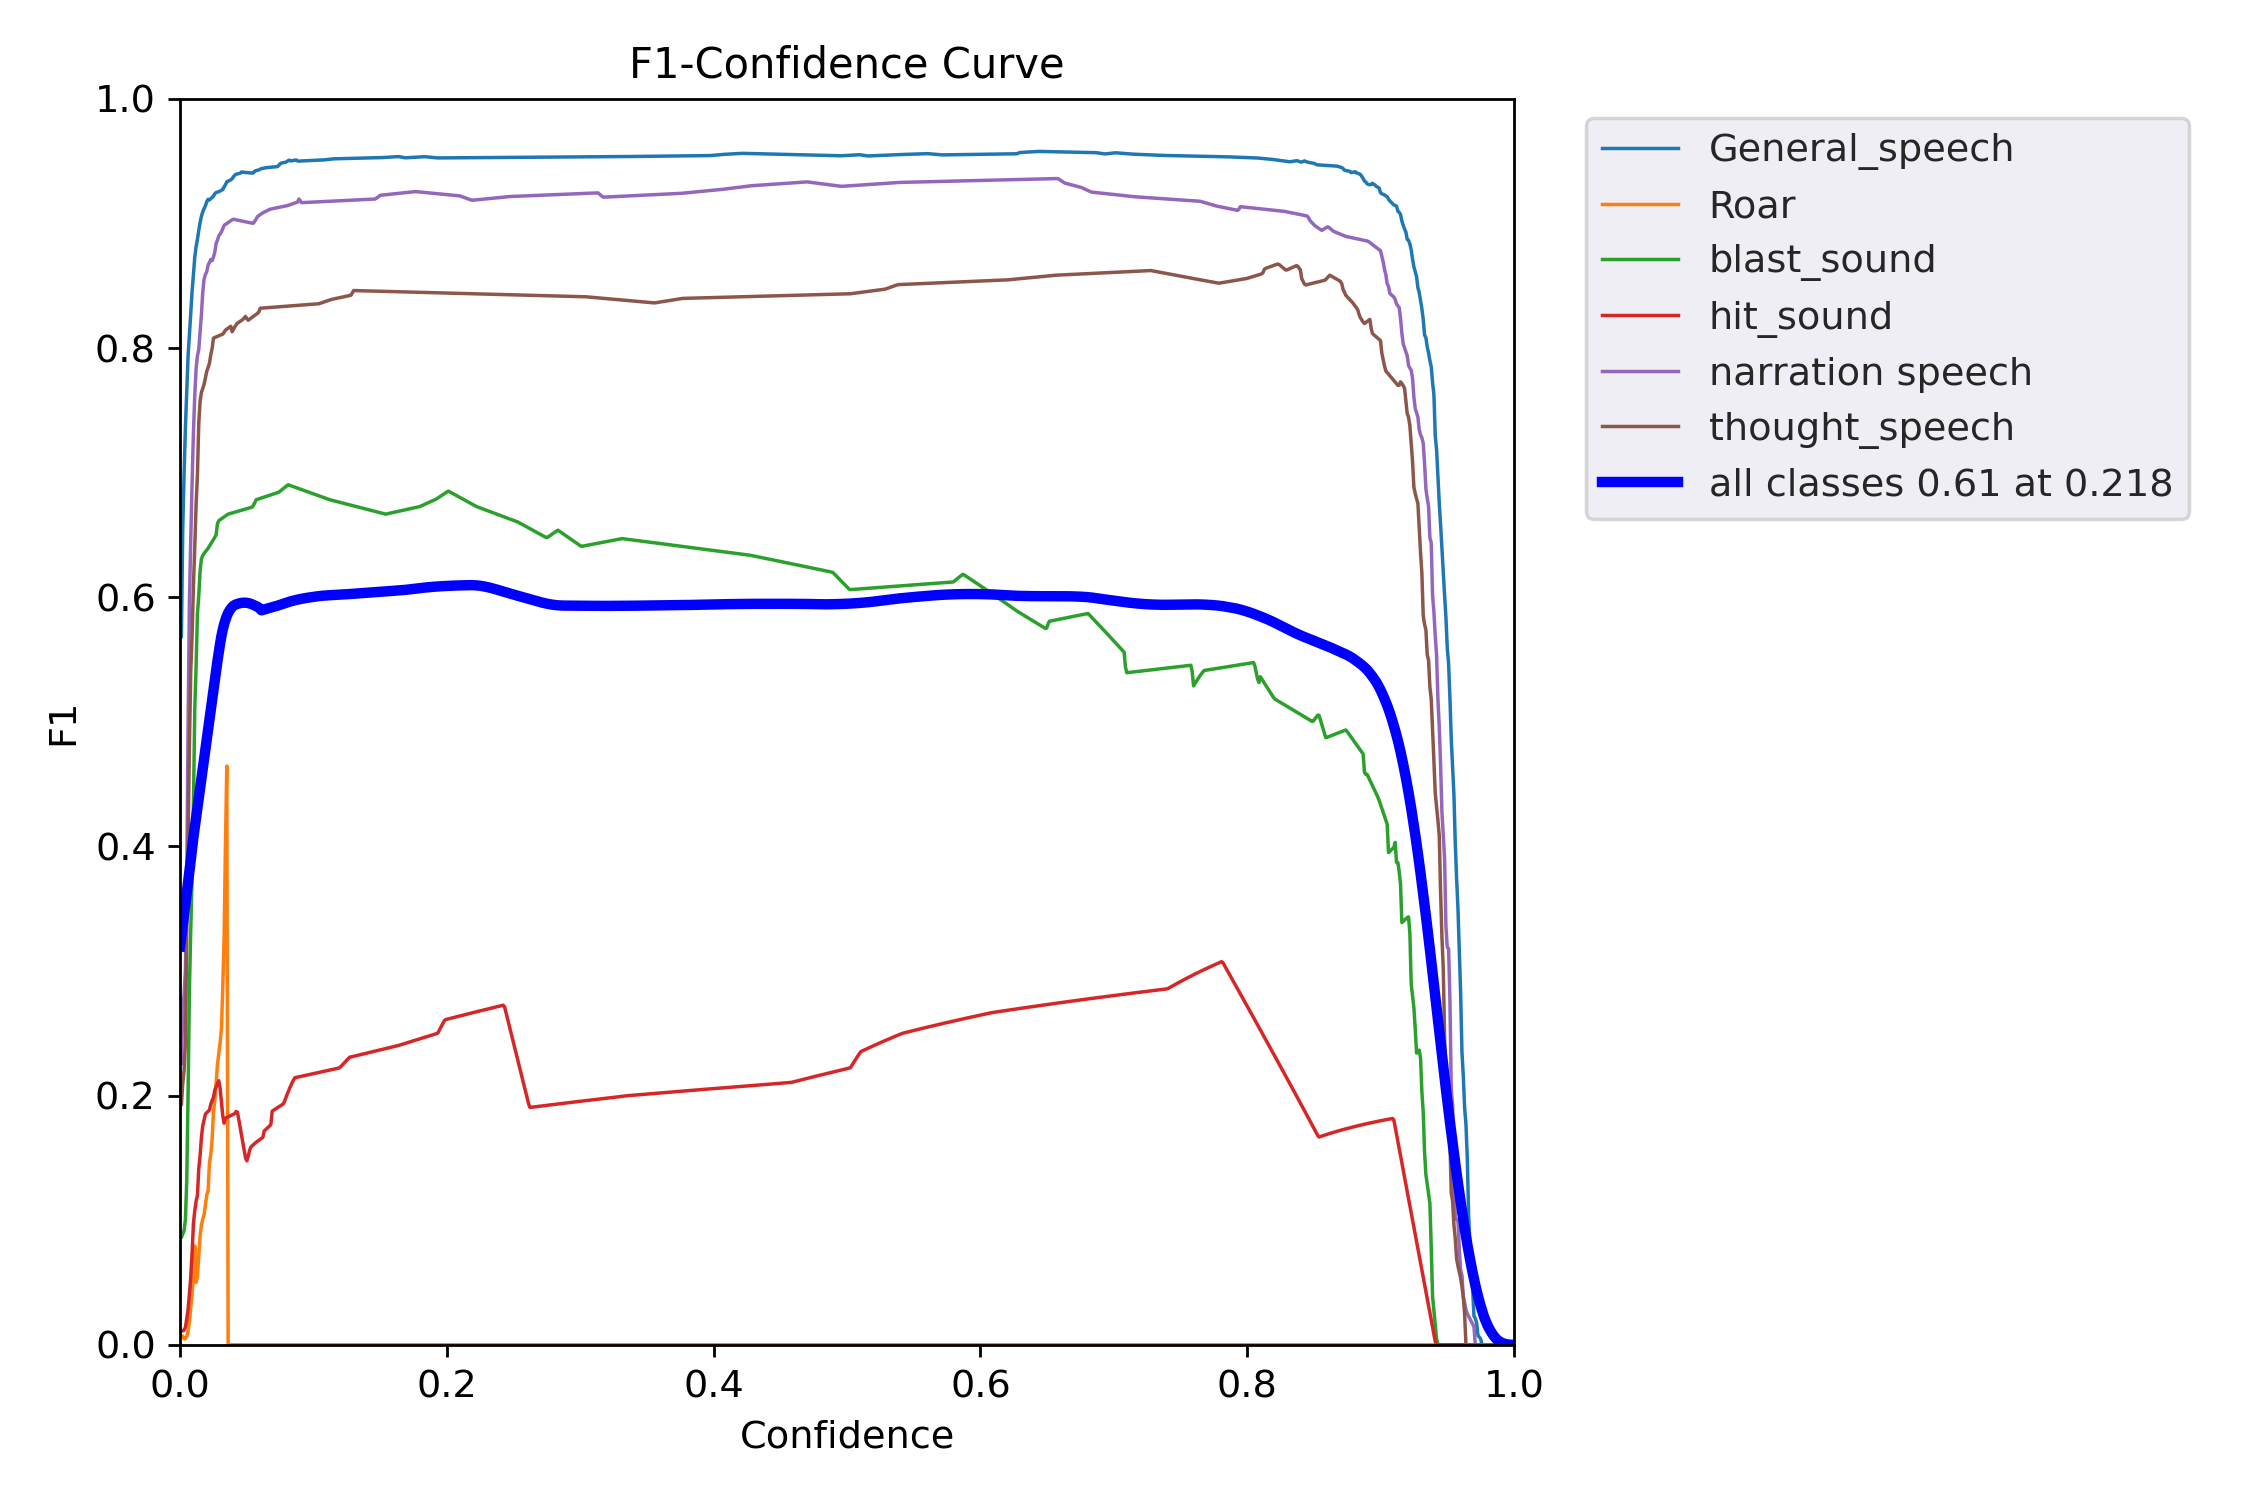 F1-Confidence Curve
1.0
0.8
0.6
0.4
0.2
0.0
F1
0.0 0.2 0.4 0.6 0.8 1.0
Confidence
General_speech
Roar
blast_sound
hit_sound
narration speech
thought_speech
all classes 0.61 at 0.218